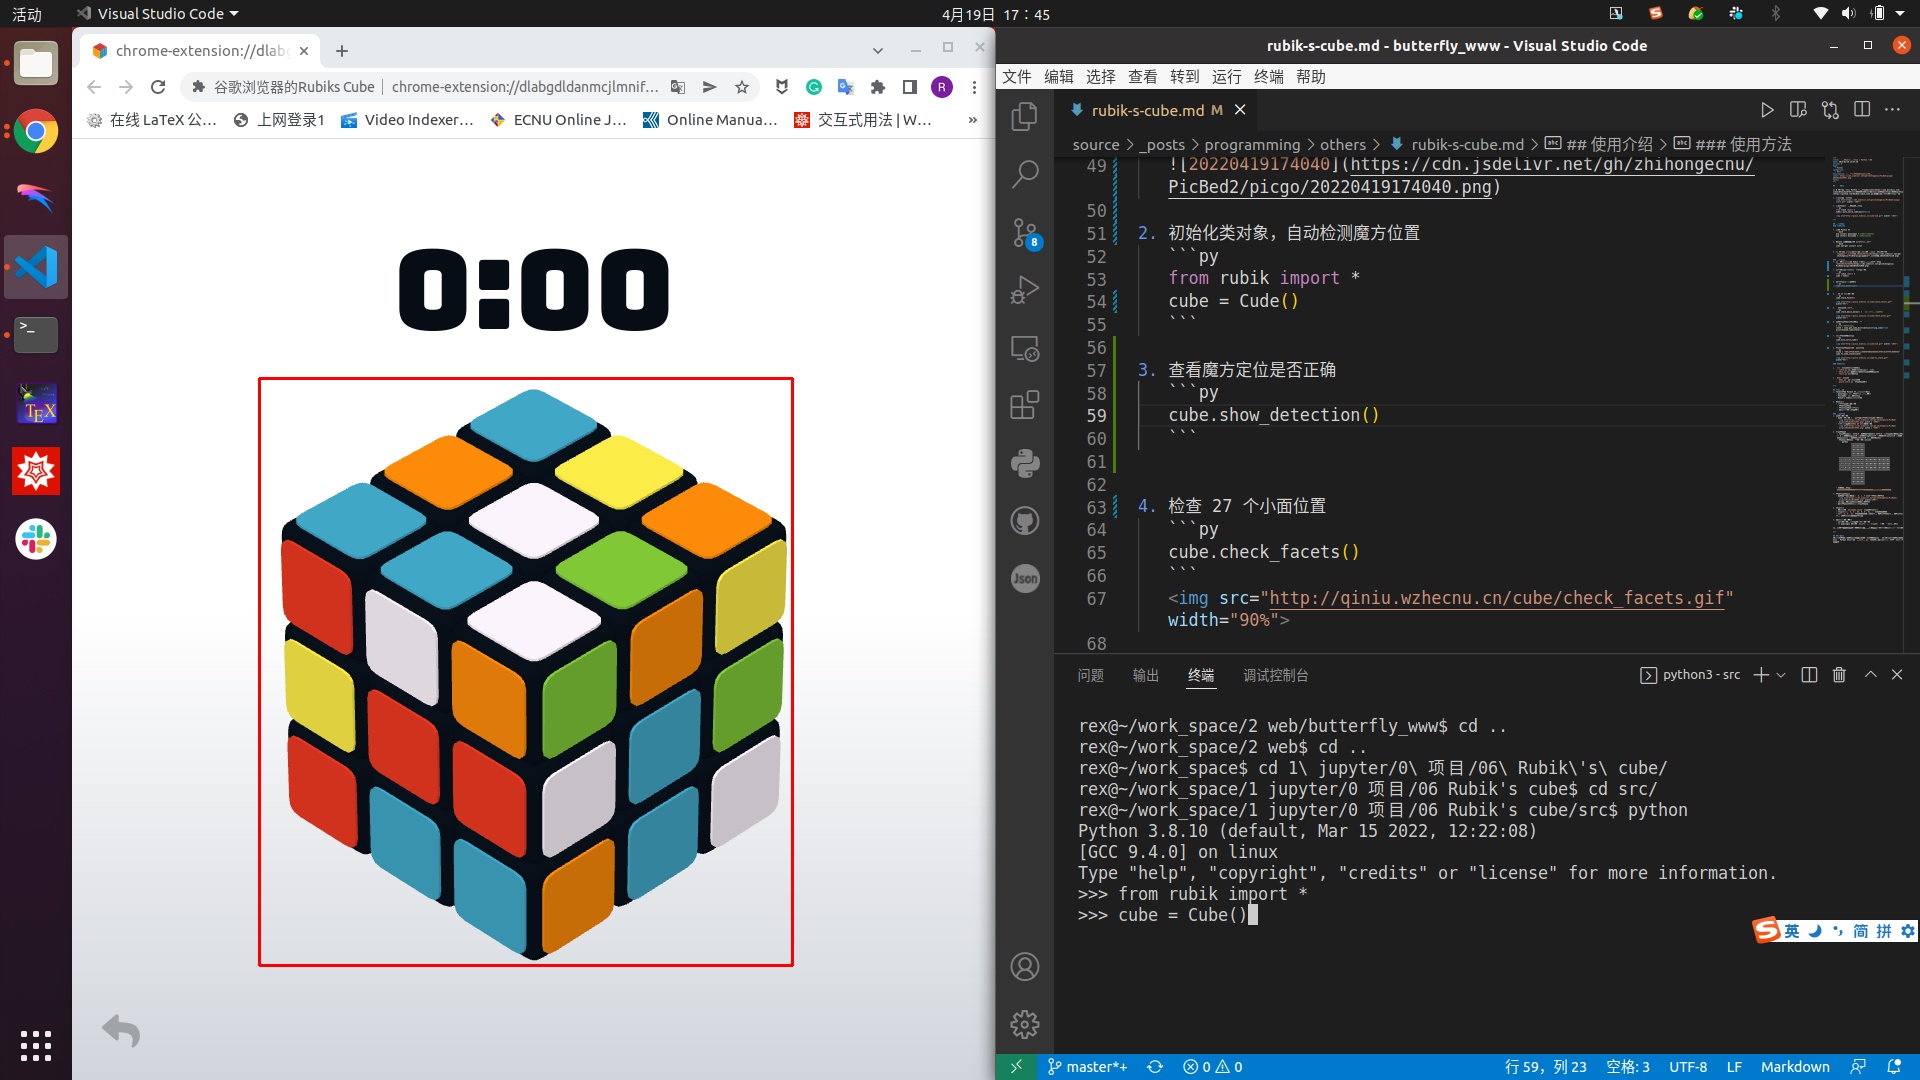 活动
Visual Studio Code
4月19日 17：45
chrome-extension://dlabg
谷歌浏览器的Rubiks Cube
chrome-extension://dlabgdldanmcjlmnif…
R
在线 LaTeX 公…
上网登录1
Video Indexer…
ECNU Online J…
Online Manua…
交互式用法 | W…
»
0:00
rubik-s-cube.md - butterfly_www - Visual Studio Code
文件 编辑 选择 查看 转到 运行 终端 帮助
rubik-s-cube.md M
source > _posts > programming > others > rubik-s-cube.md > ## 使用介绍 > ### 使用方法
49 ![20220419174040](https://cdn.jsdelivr.net/gh/zhihongecnu/
PicBed2/picgo/20220419174040.png)
50
51 2. 初始化类对象，自动检测魔方位置
52 ```py
53 from rubik import *
54 cube = Cude()
55 ```
56
57 3. 查看魔方定位是否正确
58 ```py
59 cube.show_detection()
60 ```
61
62
63 4. 检查 27 个小面位置
64 ```py
65 cube.check_facets()
66 ```
67 <img src="http://qiniu.wzhecnu.cn/cube/check_facets.gif"
width="90%">
68
8
Json
TEX
问题 输出 终端 调试控制台
python3 - src
rex@~/work_space/2 web/butterfly_www$ cd ..
rex@~/work_space/2 web$ cd ..
rex@~/work_space$ cd 1\ jupyter/0\ 项目/06\ Rubik\'s\ cube/
rex@~/work_space/1 jupyter/0 项目/06 Rubik's cube$ cd src/
rex@~/work_space/1 jupyter/0 项目/06 Rubik's cube/src$ python
Python 3.8.10 (default, Mar 15 2022, 12:22:08)
[GCC 9.4.0] on linux
Type "help", "copyright", "credits" or "license" for more information.
>>> from rubik import *
>>> cube = Cube()
S 英 简 拼
master*+
0 0
行 59，列 23
空格: 3
UTF-8
LF
Markdown